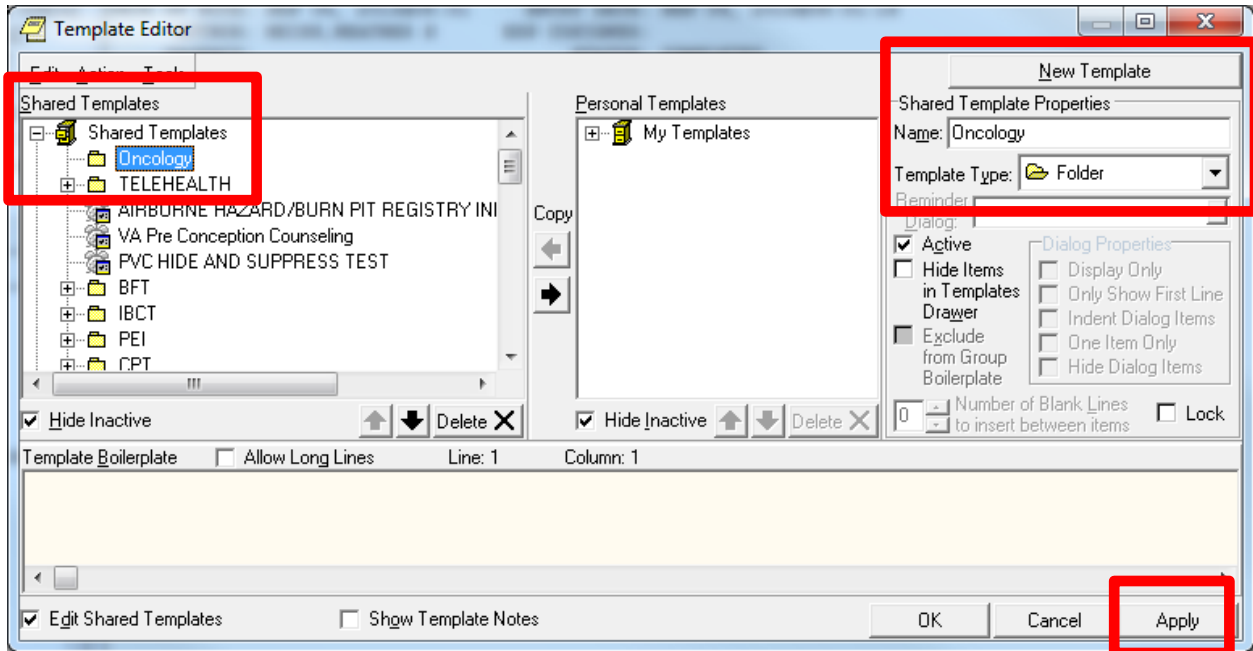 Template Editor
Edit Action Tools
New Template
Shared Templates
Shared Templates
Oncology
TELEHEALTH
AIRBORNE HAZARD/BURN PIT REGISTRY INI
VA Pre Conception Counseling
PVC HIDE AND SUPPRESS TEST
BFT
IBCT
PEI
CPT
Hide Inactive
Delete
Copy
Personal Templates
My Templates
Hide Inactive
Delete
Shared Template Properties
Name: Oncology
Template Type: Folder
Reminder
Dialog:
Active
Hide Items
in Templates
Drawer
Exclude
from Group
Boilerplate
Dialog Properties
Display Only
Only Show First Line
Indent Dialog Items
One Item Only
Hide Dialog Items
0 Number of Blank Lines
to insert between items
Lock
Template Boilerplate Allow Long Lines Line: 1 Column: 1
Edit Shared Templates Show Template Notes OK Cancel Apply